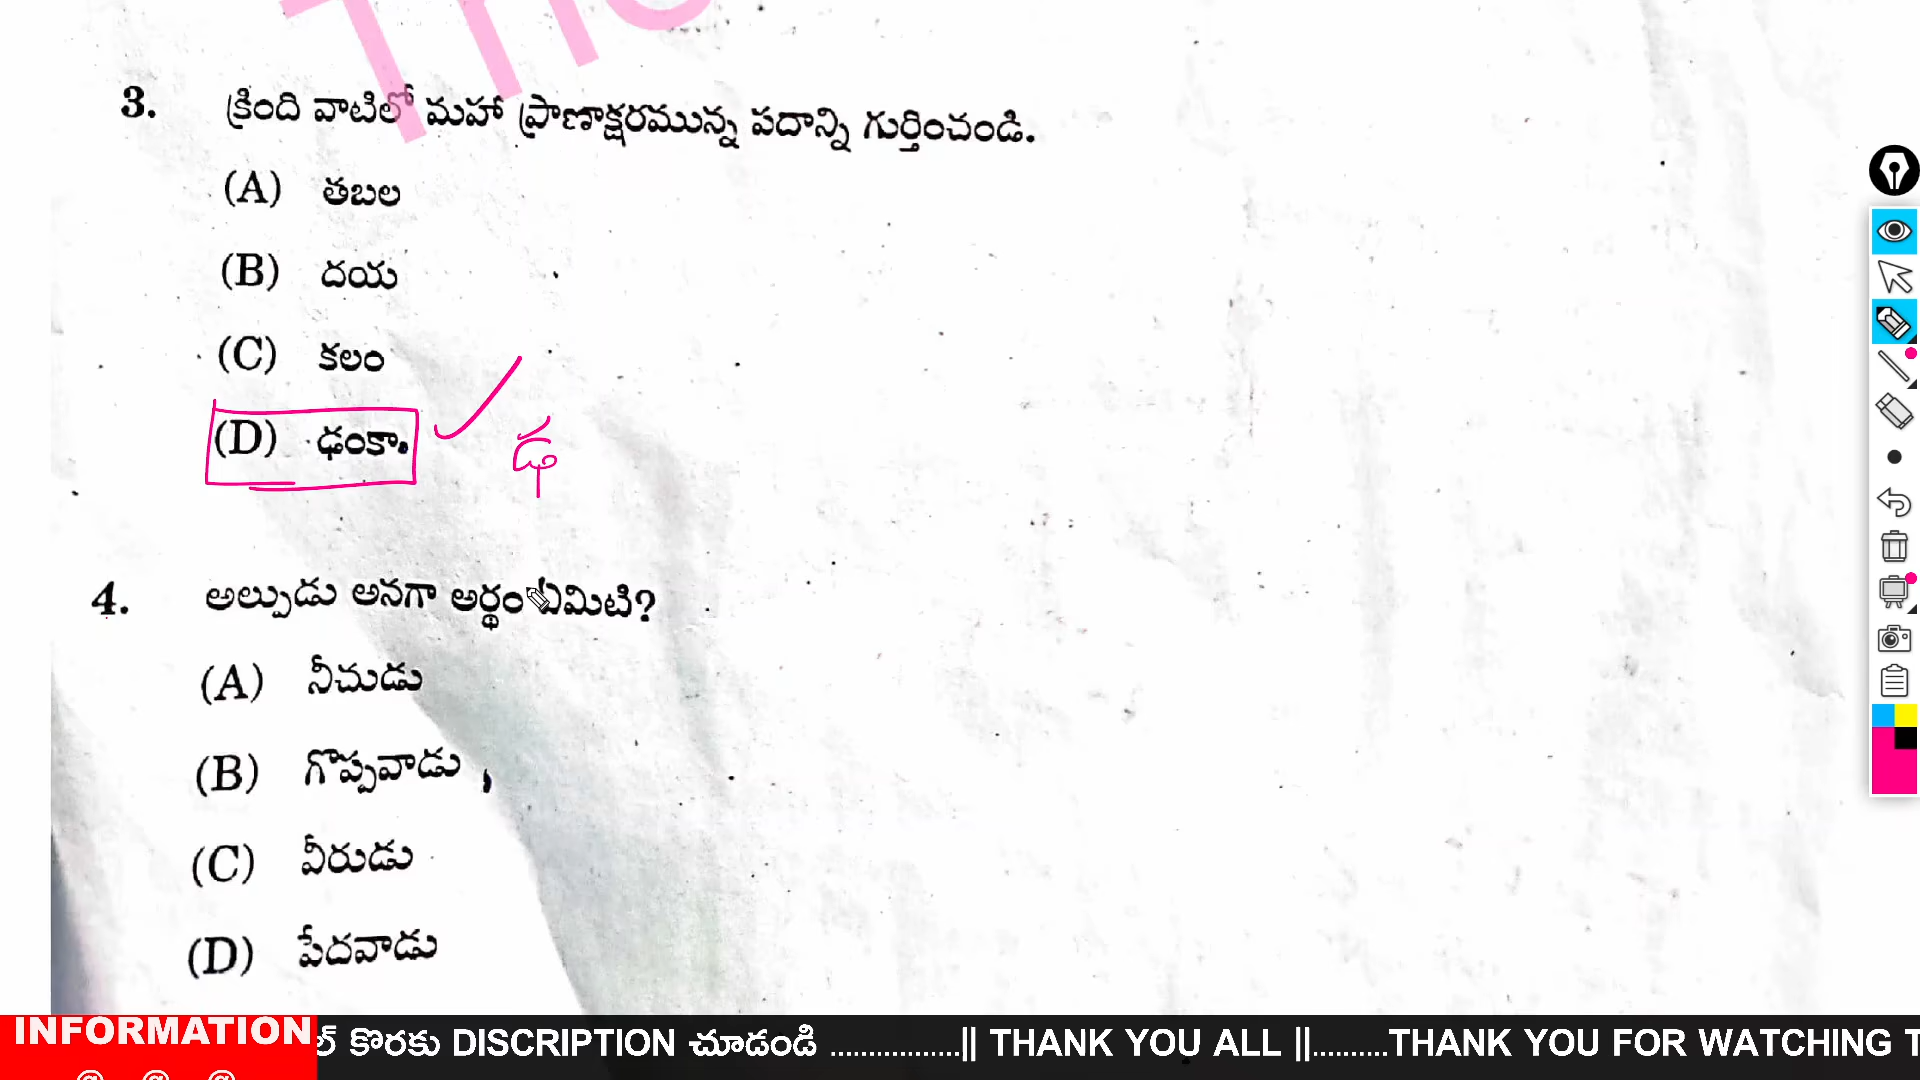 The
3. క్రింది వాటిలో మహా ప్రాణాక్షరమున్న పదాన్ని గుర్తించండి.
(A) తబల
(B) దయ
(C) కలం
(D) ఢంకా
ఢ
4. అల్పుడు అనగా అర్థం ఏమిటి?
(A) నీచుడు
(B) గొప్పవాడు
(C) వీరుడు
(D) పేదవాడు
INFORMATION
కొరకు DISCRIPTION చూడండి .................|| THANK YOU ALL ||..........THANK YOU FOR WATCHING T